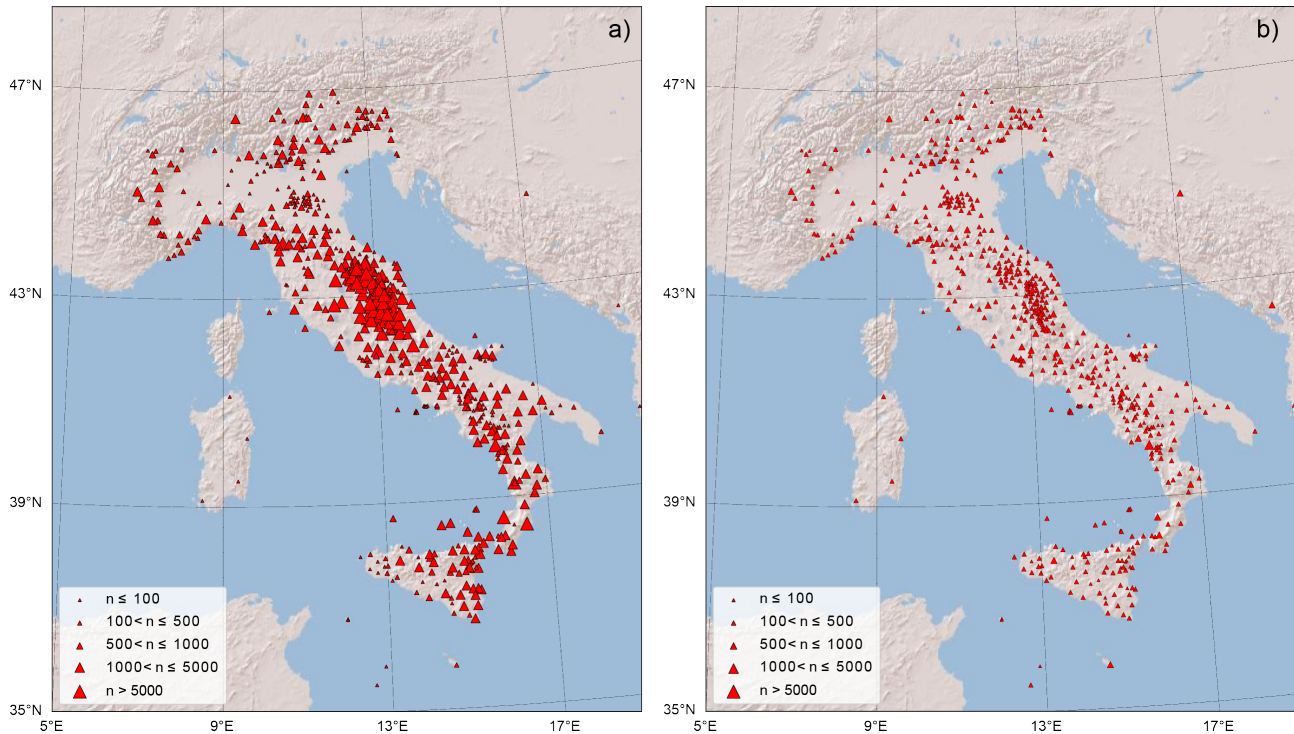 a)
b)
47°N
43°N
39°N
35°N
47°N
43°N
39°N
35°N
n ≤ 100
100< n ≤ 500
500< n ≤ 1000
1000< n ≤ 5000
n > 5000
n ≤ 100
100< n ≤ 500
500< n ≤ 1000
1000< n ≤ 5000
n > 5000
5°E
9°E
13°E
17°E
5°E
9°E
13°E
17°E